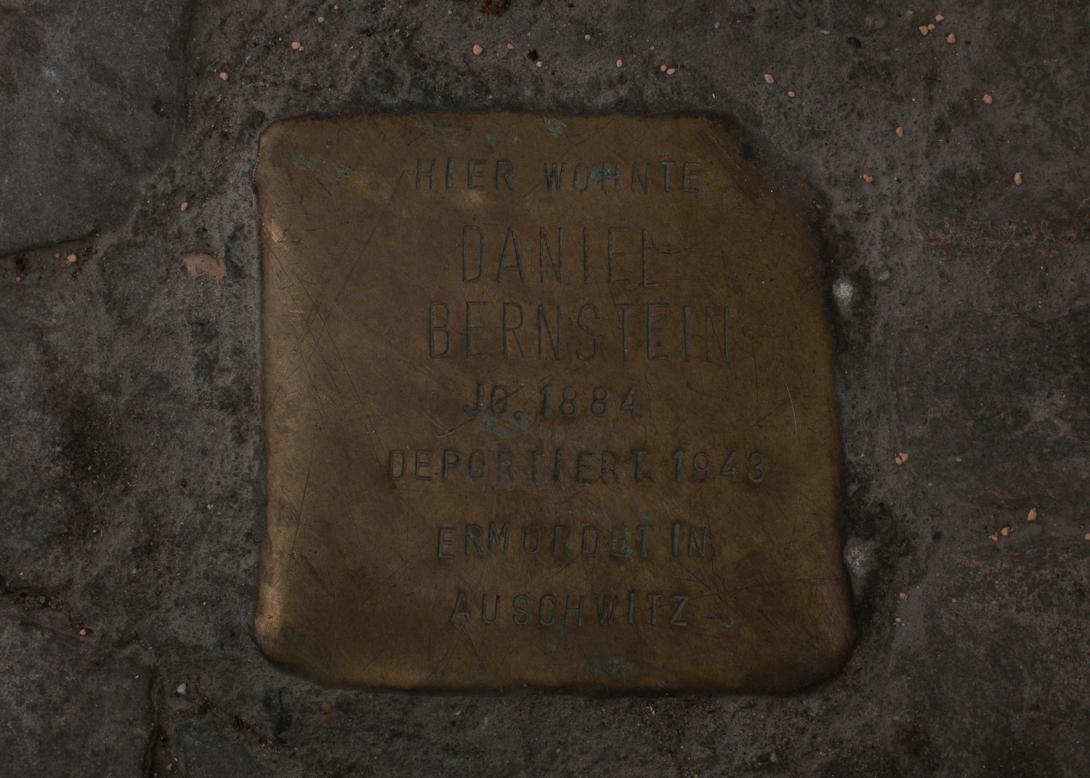 HIER WOHNTE
DANIEL
BERNSTEIN
JG. 1884
DEPORTIERT 1943
ERMORDET IN
AUSCHWITZ